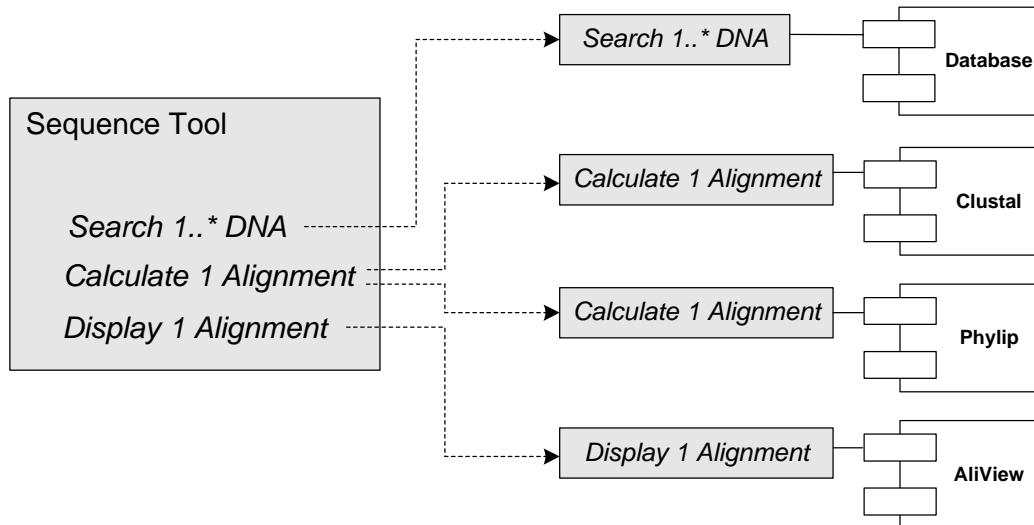 Search 1..* DNA
Database
Sequence Tool
Search 1..* DNA
Calculate 1 Alignment
Display 1 Alignment
Calculate 1 Alignment
Clustal
Calculate 1 Alignment
Phylip
Display 1 Alignment
AliView